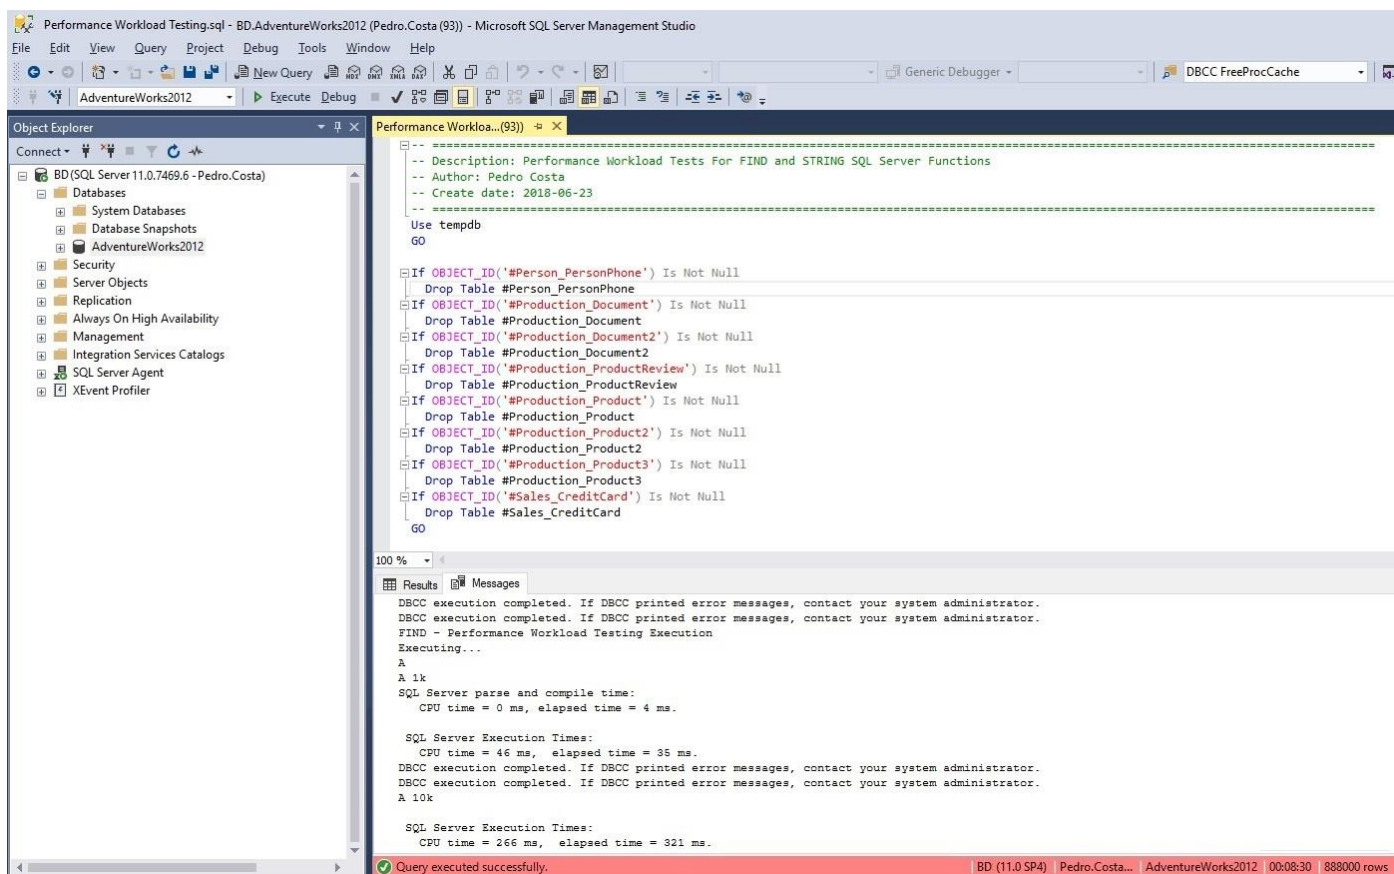 Performance Workload Testing.sql - BD.AdventureWorks2012 (Pedro.Costa (93)) - Microsoft SQL Server Management Studio
File Edit View Query Project Debug Tools Window Help
New Query MDX DMX XMLA DAX Generic Debugger DBCC FreeProcCache
AdventureWorks2012 Execute Debug
Object Explorer
Connect
BD(SQL Server 11.0.7469.6 - Pedro.Costa)
Databases
System Databases
Database Snapshots
AdventureWorks2012
Security
Server Objects
Replication
Always On High Availability
Management
Integration Services Catalogs
SQL Server Agent
XEvent Profiler
Performance Workloa...(93))
-- ==========================================================================================================================================
-- Description: Performance Workload Tests For FIND and STRING SQL Server Functions
-- Author: Pedro Costa
-- Create date: 2018-06-23
-- ==========================================================================================================================================
Use tempdb
GO
If OBJECT_ID('#Person_PersonPhone') Is Not Null
Drop Table #Person_PersonPhone
If OBJECT_ID('#Production_Document') Is Not Null
Drop Table #Production_Document
If OBJECT_ID('#Production_Document2') Is Not Null
Drop Table #Production_Document2
If OBJECT_ID('#Production_ProductReview') Is Not Null
Drop Table #Production_ProductReview
If OBJECT_ID('#Production_Product') Is Not Null
Drop Table #Production_Product
If OBJECT_ID('#Production_Product2') Is Not Null
Drop Table #Production_Product2
If OBJECT_ID('#Production_Product3') Is Not Null
Drop Table #Production_Product3
If OBJECT_ID('#Sales_CreditCard') Is Not Null
Drop Table #Sales_CreditCard
GO
100 %
Results Messages
DBCC execution completed. If DBCC printed error messages, contact your system administrator.
DBCC execution completed. If DBCC printed error messages, contact your system administrator.
FIND - Performance Workload Testing Execution
Executing...
A
A 1k
SQL Server parse and compile time:
CPU time = 0 ms, elapsed time = 4 ms.
SQL Server Execution Times:
CPU time = 46 ms, elapsed time = 35 ms.
DBCC execution completed. If DBCC printed error messages, contact your system administrator.
DBCC execution completed. If DBCC printed error messages, contact your system administrator.
A 10k
SQL Server Execution Times:
CPU time = 266 ms, elapsed time = 321 ms.
Query executed successfully. BD (11.0 SP4) Pedro.Costa... AdventureWorks2012 00:08:30 888000 rows